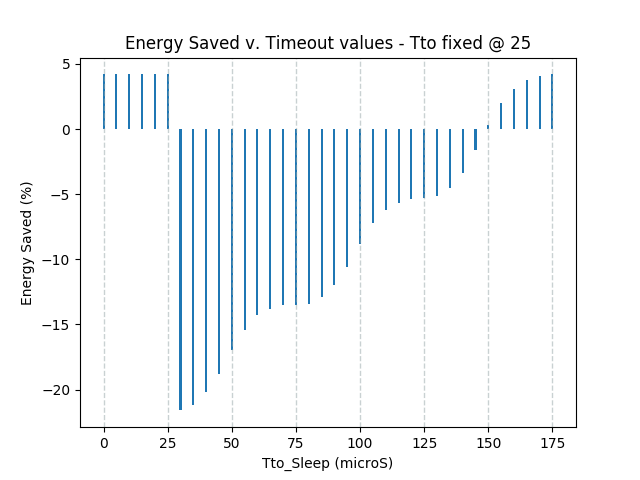 Energy Saved v. Timeout values - Tto fixed @ 25
Energy Saved (%)
5
0
−5
−10
−15
−20
0 25 50 75 100 125 150 175
Tto_Sleep (microS)